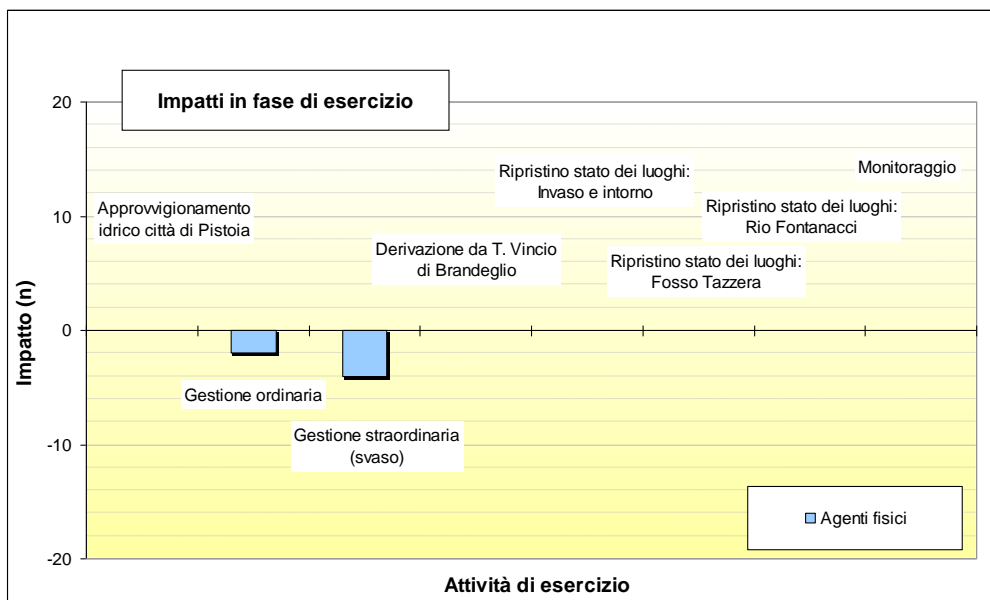 Impatti in fase di esercizio
20
10
0
-10
-20
Impatto (n)
Approvvigionamento
idrico città di Pistoia
Gestione ordinaria
Gestione straordinaria
(svaso)
Derivazione da T. Vincio
di Brandeglio
Ripristino stato dei luoghi:
Invaso e intorno
Ripristino stato dei luoghi:
Fosso Tazzera
Ripristino stato dei luoghi:
Rio Fontanacci
Monitoraggio
Agenti fisici
Attività di esercizio